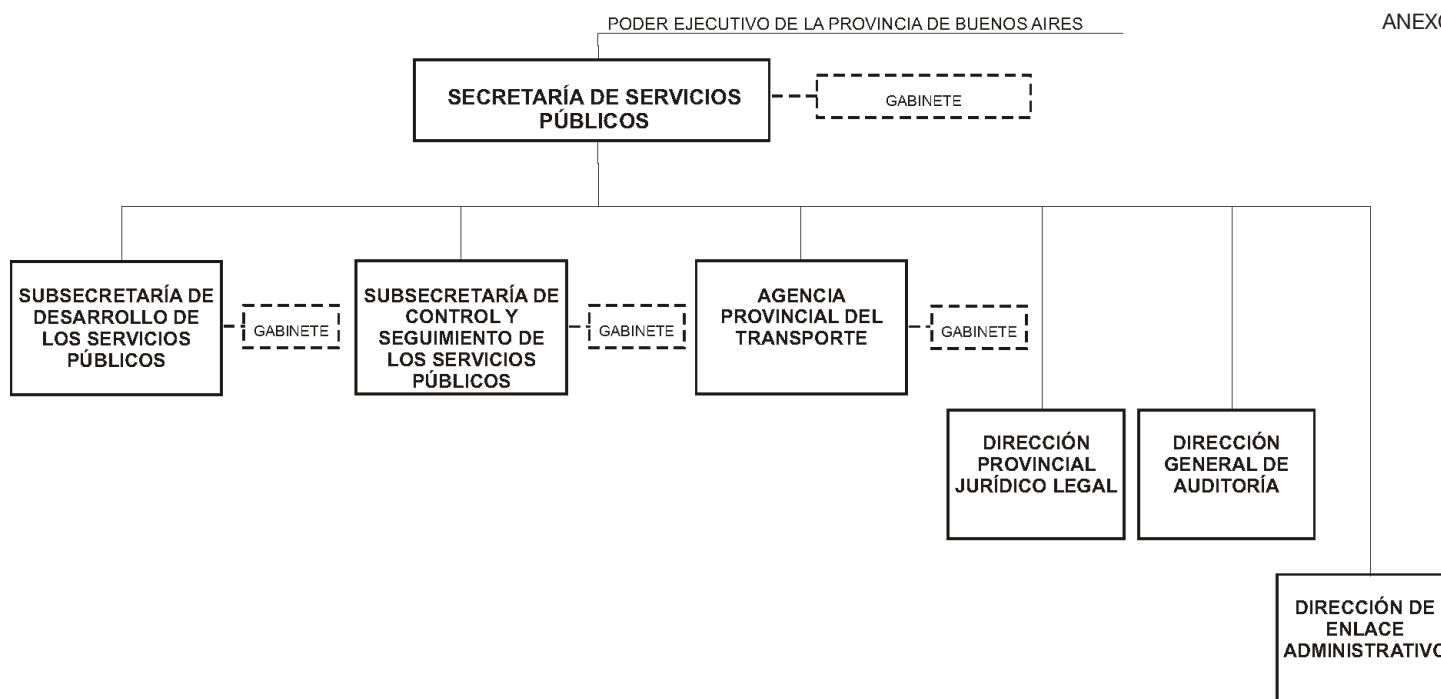 PODER EJECUTIVO DE LA PROVINCIA DE BUENOS AIRES
ANEXO
SECRETARÍA DE SERVICIOS
PÚBLICOS
GABINETE
SUBSECRETARÍA DE
DESARROLLO DE
LOS SERVICIOS
PÚBLICOS
GABINETE
SUBSECRETARÍA DE
CONTROL Y
SEGUIMIENTO DE
LOS SERVICIOS
PÚBLICOS
GABINETE
AGENCIA
PROVINCIAL DEL
TRANSPORTE
GABINETE
DIRECCIÓN
PROVINCIAL
JURÍDICO LEGAL
DIRECCIÓN
GENERAL DE
AUDITORÍA
DIRECCIÓN DE
ENLACE
ADMINISTRATIVO